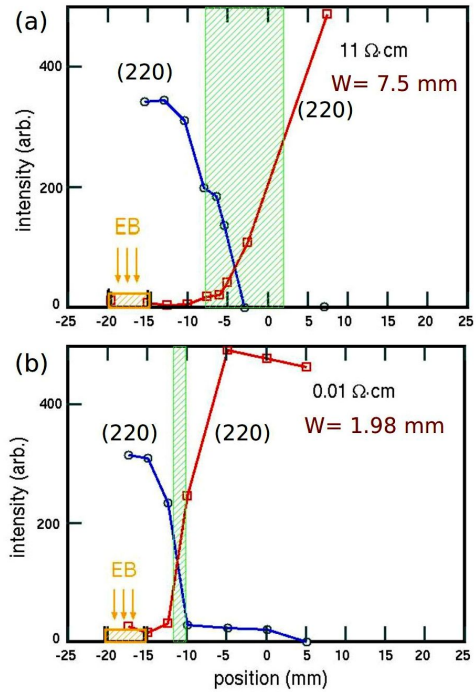 (a)
11 Ω·cm
W= 7.5 mm
(220)
(220)
EB
intensity (arb.)
400
200
0
-25 -20 -15 -10 -5 0 5 10 15 20 25
(b)
0.01 Ω·cm
W= 1.98 mm
(220)
(220)
EB
intensity (arb.)
400
200
0
-25 -20 -15 -10 -5 0 5 10 15 20 25
position (mm)